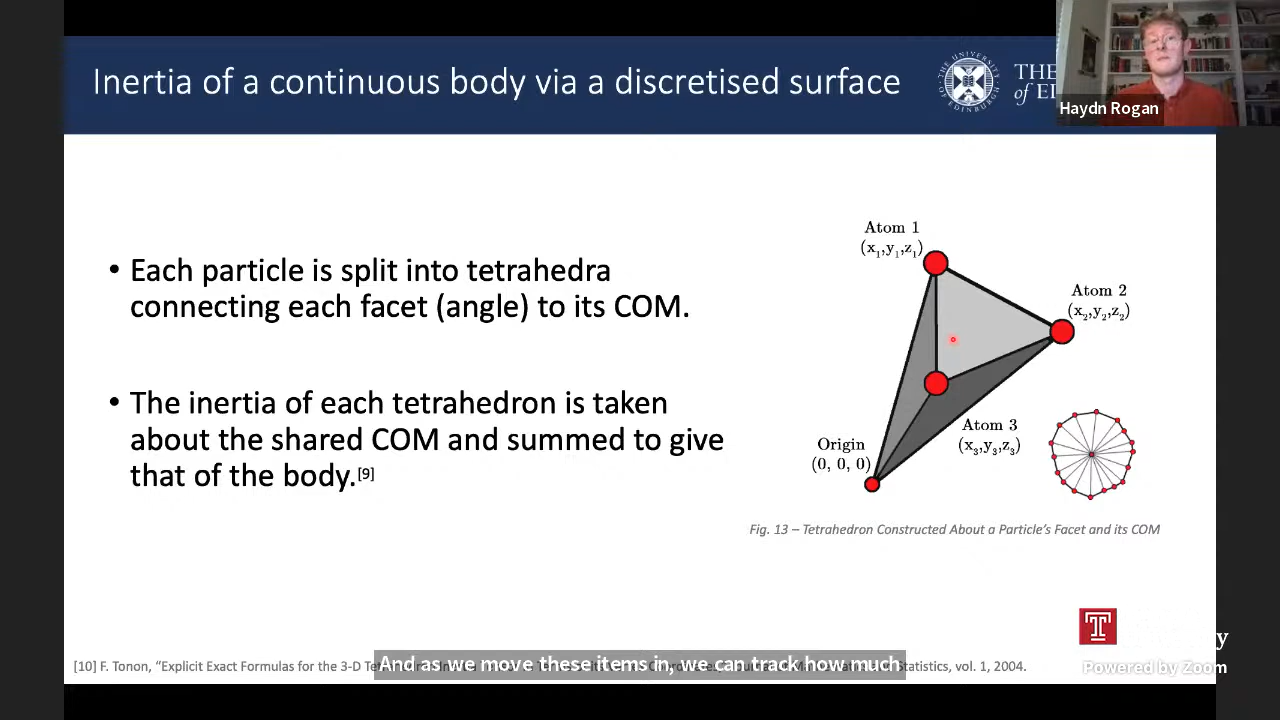 Inertia of a continuous body via a discretised surface
THE UNIVERSITY
OF EDINBURGH
THE
of
Haydn Rogan
• Each particle is split into tetrahedra
connecting each facet (angle) to its COM.
• The inertia of each tetrahedron is taken
about the shared COM and summed to give
that of the body.[9]
Atom 1
(x₁,y₁,z₁)
Atom 2
(x₂,y₂,z₂)
Atom 3
(x₃,y₃,z₃)
Origin
(0, 0, 0)
Fig. 13 – Tetrahedron Constructed About a Particle's Facet and its COM
[10] F. Tonon, "Explicit Exact Formulas for the 3-D
Statistics, vol. 1, 2004.
And as we move these items in, we can track how much
Powered by Zoom